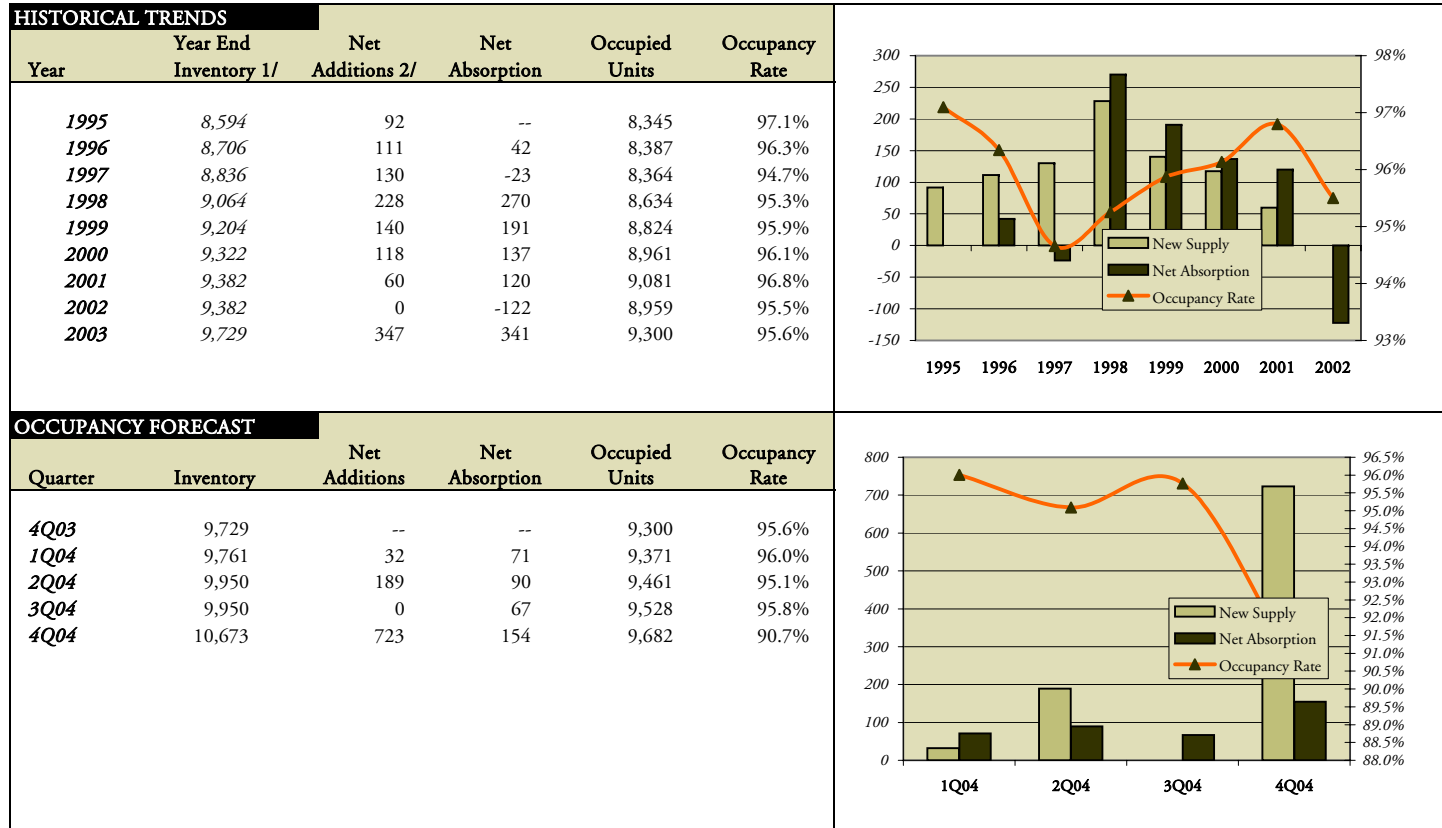 HISTORICAL TRENDS
Year End Net Net Occupied Occupancy
Year Inventory 1/ Additions 2/ Absorption Units Rate
1995 8,594 92 -- 8,345 97.1%
1996 8,706 111 42 8,387 96.3%
1997 8,836 130 -23 8,364 94.7%
1998 9,064 228 270 8,634 95.3%
1999 9,204 140 191 8,824 95.9%
2000 9,322 118 137 8,961 96.1%
2001 9,382 60 120 9,081 96.8%
2002 9,382 0 -122 8,959 95.5%
2003 9,729 347 341 9,300 95.6%
300 98%
250
200 97%
150 96%
100
50 95%
0
-50 94%
-100
-150 93%
New Supply
Net Absorption
Occupancy Rate
1995 1996 1997 1998 1999 2000 2001 2002
OCCUPANCY FORECAST
Net Net Occupied Occupancy
Quarter Inventory Additions Absorption Units Rate
4Q03 9,729 -- -- 9,300 95.6%
1Q04 9,761 32 71 9,371 96.0%
2Q04 9,950 189 90 9,461 95.1%
3Q04 9,950 0 67 9,528 95.8%
4Q04 10,673 723 154 9,682 90.7%
800
700
600
500
400
300
200
100
0
96.5%
96.0%
95.5%
95.0%
94.5%
94.0%
93.5%
93.0%
92.5%
92.0%
91.5%
91.0%
90.5%
90.0%
89.5%
89.0%
88.5%
88.0%
New Supply
Net Absorption
Occupancy Rate
1Q04 2Q04 3Q04 4Q04